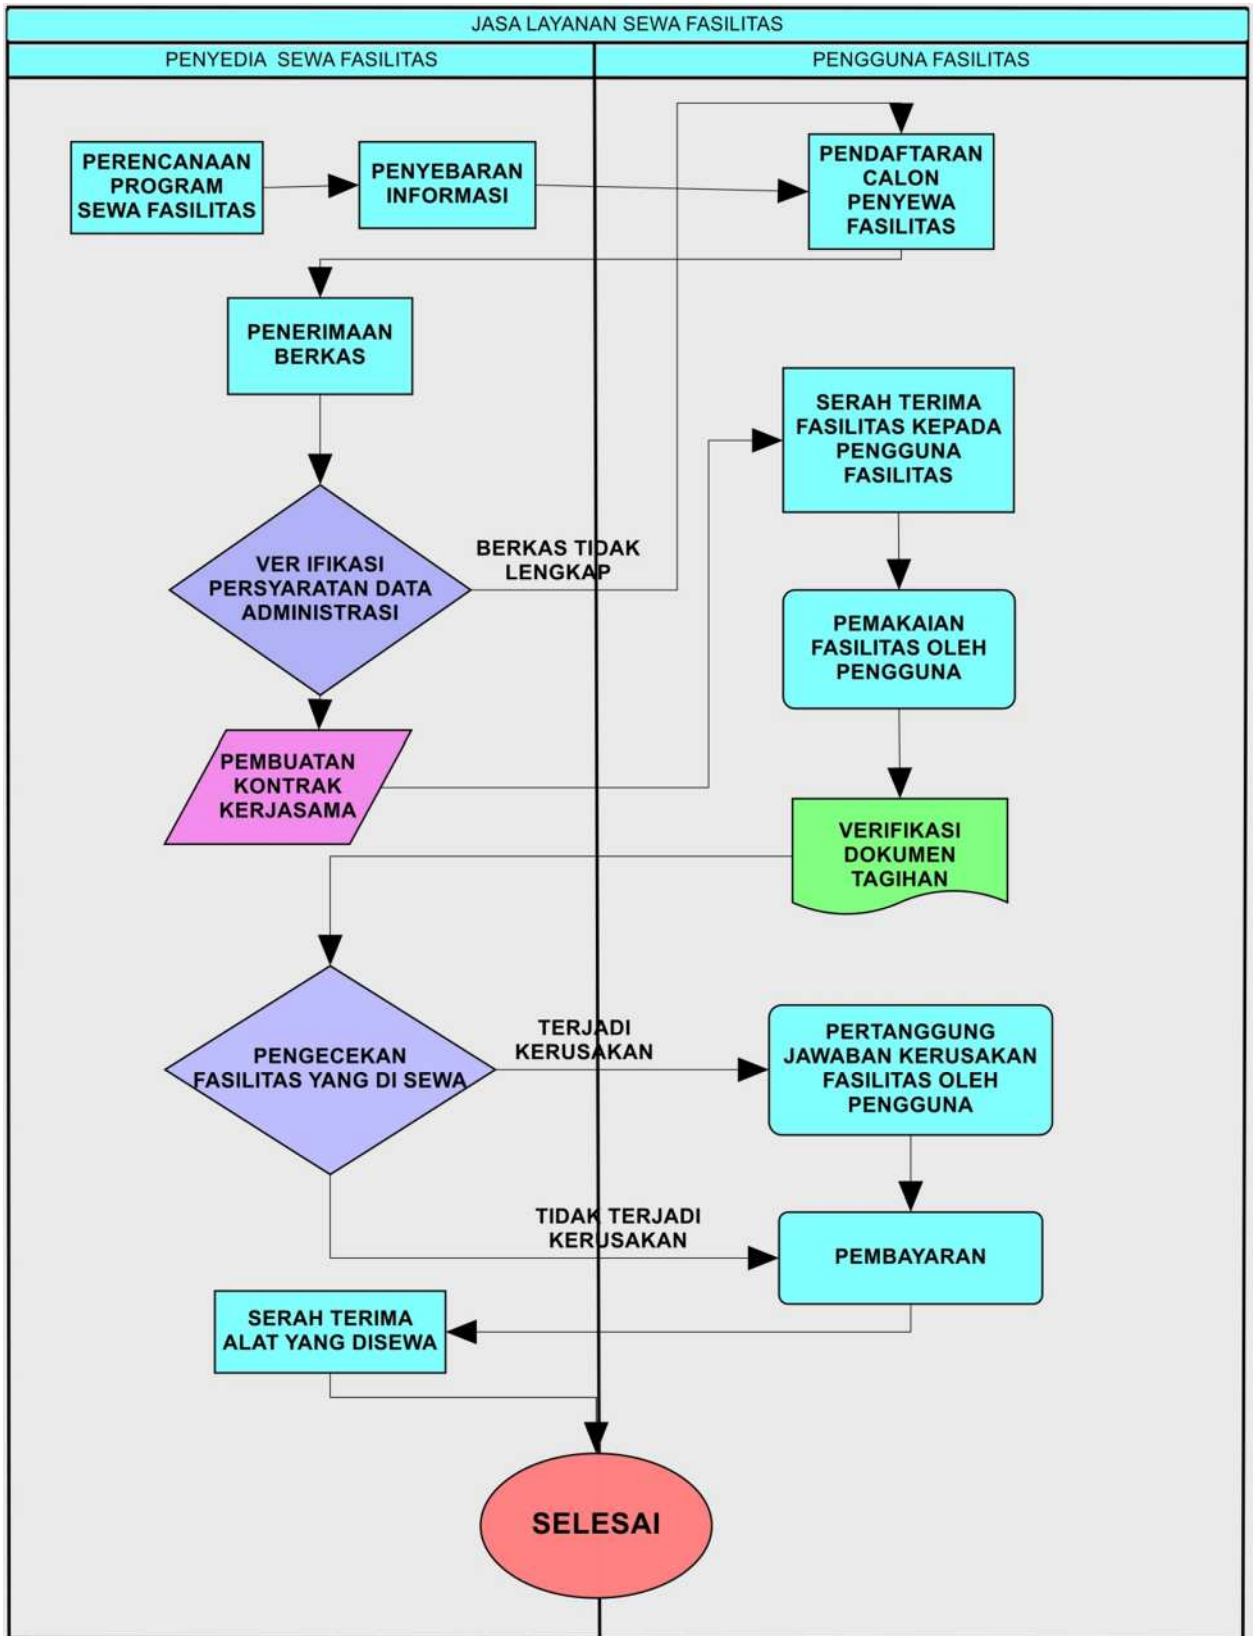 JASA LAYANAN SEWA FASILITAS
PENYEDIA SEWA FASILITAS
PENGGUNA FASILITAS
PERENCANAAN
PROGRAM
SEWA FASILITAS
PENYEBARAN
INFORMASI
PENDAFTARAN
CALON
PENYEWA
FASILITAS
PENERIMAAN
BERKAS
SERAH TERIMA
FASILITAS KEPADA
PENGGUNA
FASILITAS
VER IFIKASI
PERSYARATAN DATA
ADMINISTRASI
BERKAS TIDAK
LENGKAP
PEMAKAIAN
FASILITAS OLEH
PENGGUNA
PEMBUATAN
KONTRAK
KERJASAMA
VERIFIKASI
DOKUMEN
TAGIHAN
PENGECEKAN
FASILITAS YANG DI SEWA
TERJADI
KERUSAKAN
PERTANGGUNG
JAWABAN KERUSAKAN
FASILITAS OLEH
PENGGUNA
TIDAK TERJADI
KERUSAKAN
PEMBAYARAN
SERAH TERIMA
ALAT YANG DISEWA
SELESAI